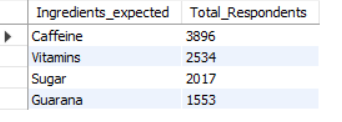 Ingredients_expected Total_Respondents
Caffeine 3896
Vitamins 2534
Sugar 2017
Guarana 1553